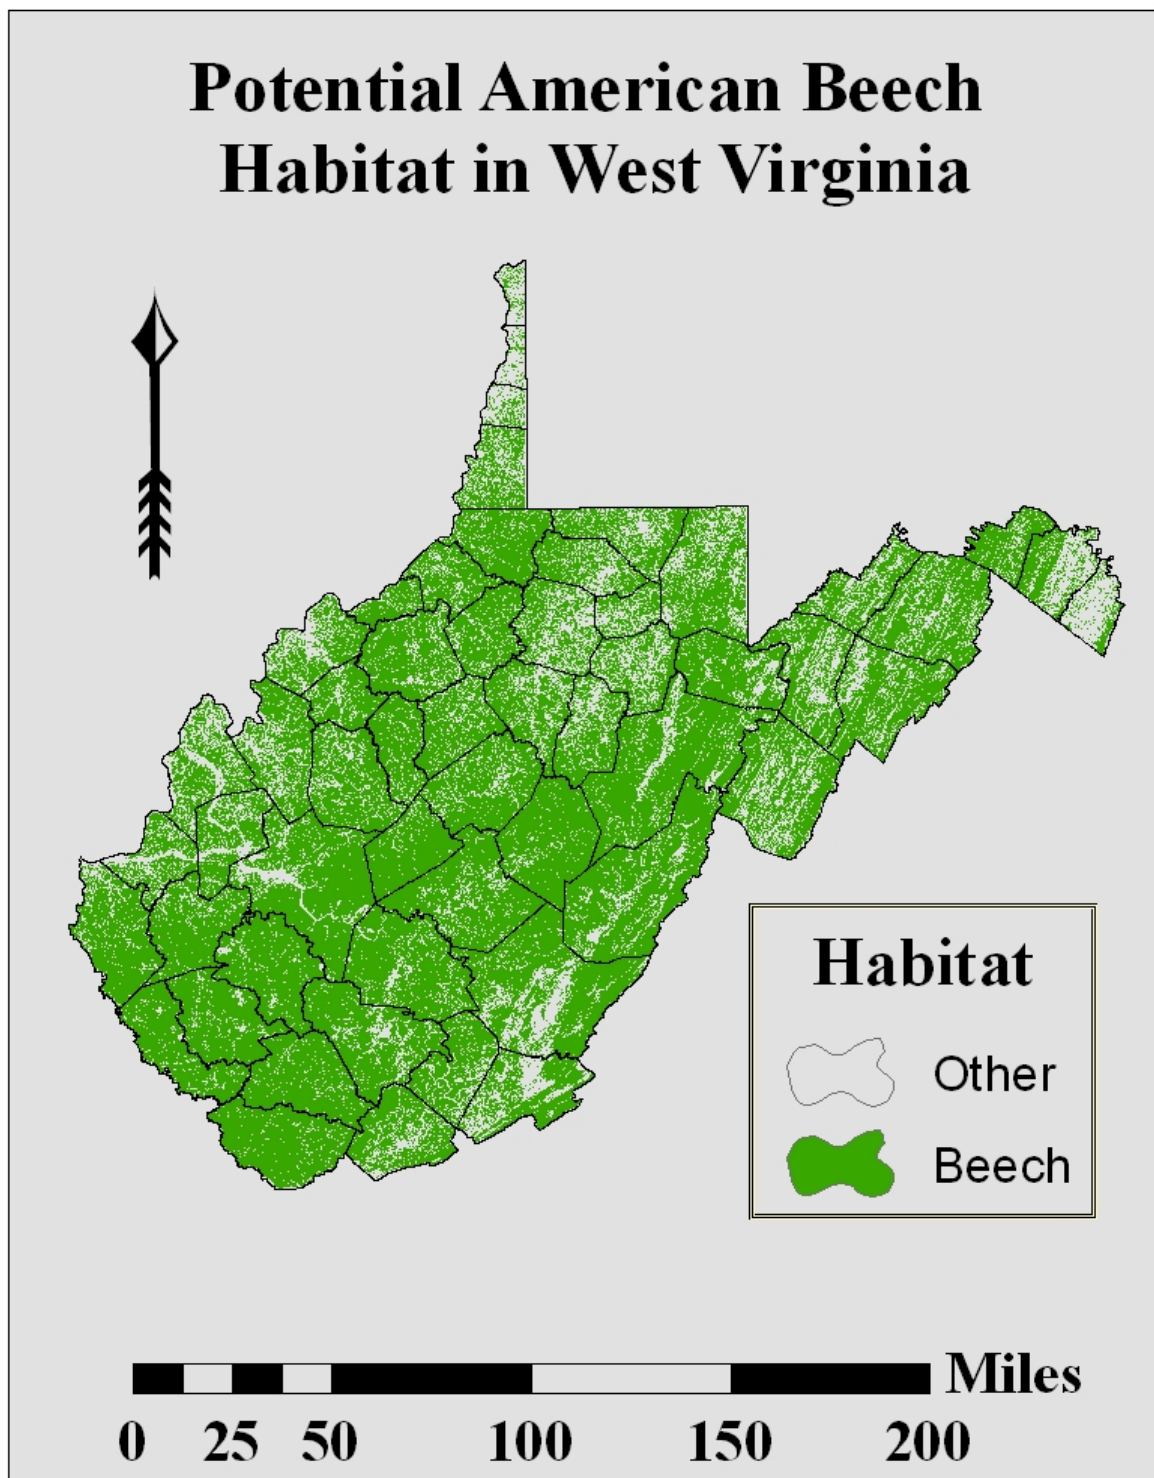 Potential American Beech
Habitat in West Virginia
Habitat
Other
Beech
Miles
0 25 50 100 150 200